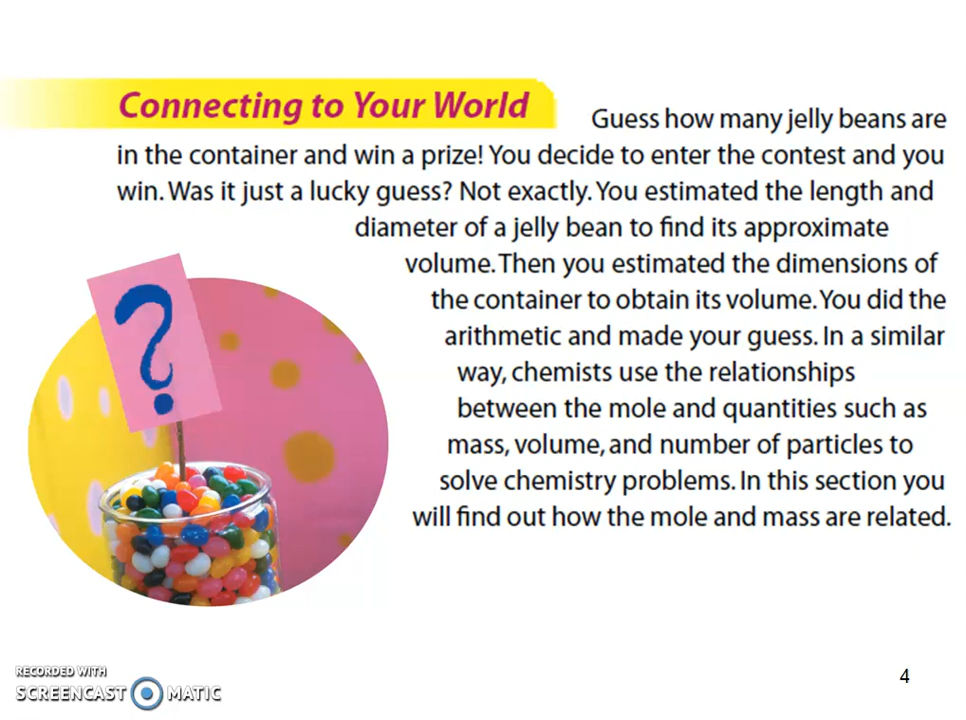 Connecting to Your World
Guess how many jelly beans are
in the container and win a prize! You decide to enter the contest and you
win. Was it just a lucky guess? Not exactly. You estimated the length and
diameter of a jelly bean to find its approximate
volume. Then you estimated the dimensions of
the container to obtain its volume. You did the
arithmetic and made your guess. In a similar
way, chemists use the relationships
between the mole and quantities such as
mass, volume, and number of particles to
solve chemistry problems. In this section you
will find out how the mole and mass are related.
?
RECORDED WITH
SCREENCAST MATIC
4